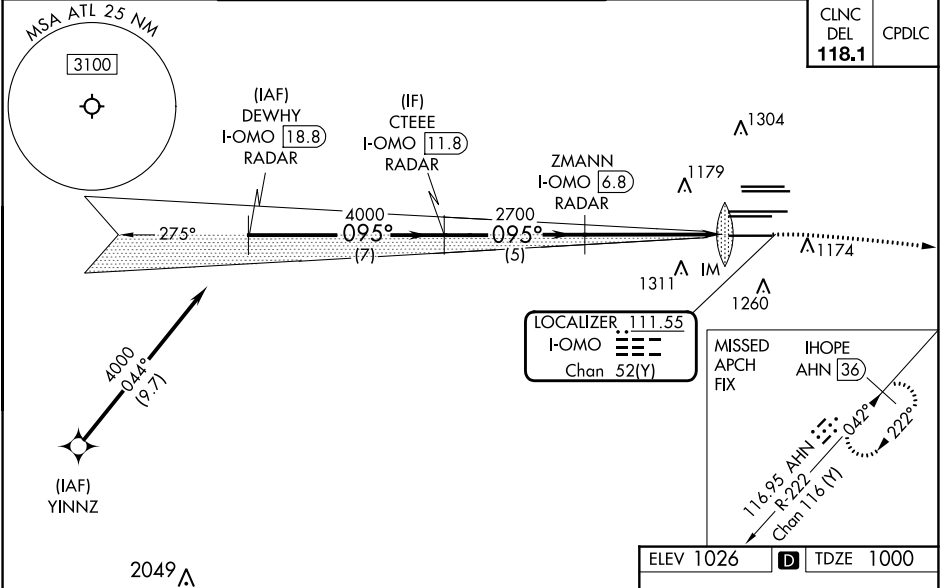 MSA ATL 25 NM
3100
CLNC
DEL
118.1
CPDLC
(IAF)
DEWHY
I-OMO 18.8
RADAR
(IF)
CTEEE
I-OMO 11.8
RADAR
ZMANN
I-OMO 6.8
RADAR
1304
1179
275°
4000
095°
(7)
2700
095°
(5)
1174
1311
IM
1260
LOCALIZER 111.55
I-OMO
Chan 52(Y)
4000
044°
(9.7)
(IAF)
YINNZ
MISSED
APCH
FIX
IHOPE
AHN 36
042°
222°
116.95 AHN
R-222
Chan 116 (Y)
2049
ELEV 1026
D
TDZE 1000